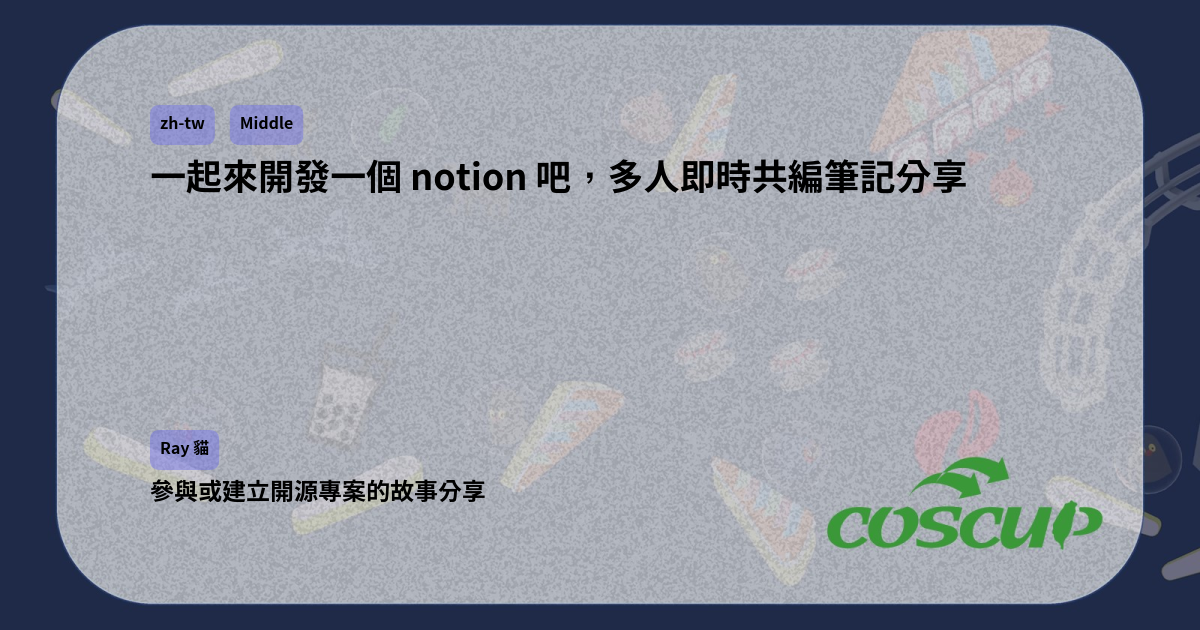 zh-tw Middle
一起來開發一個 notion 吧，多人即時共編筆記分享
Ray 貓
參與或建立開源專案的故事分享
COSCUP